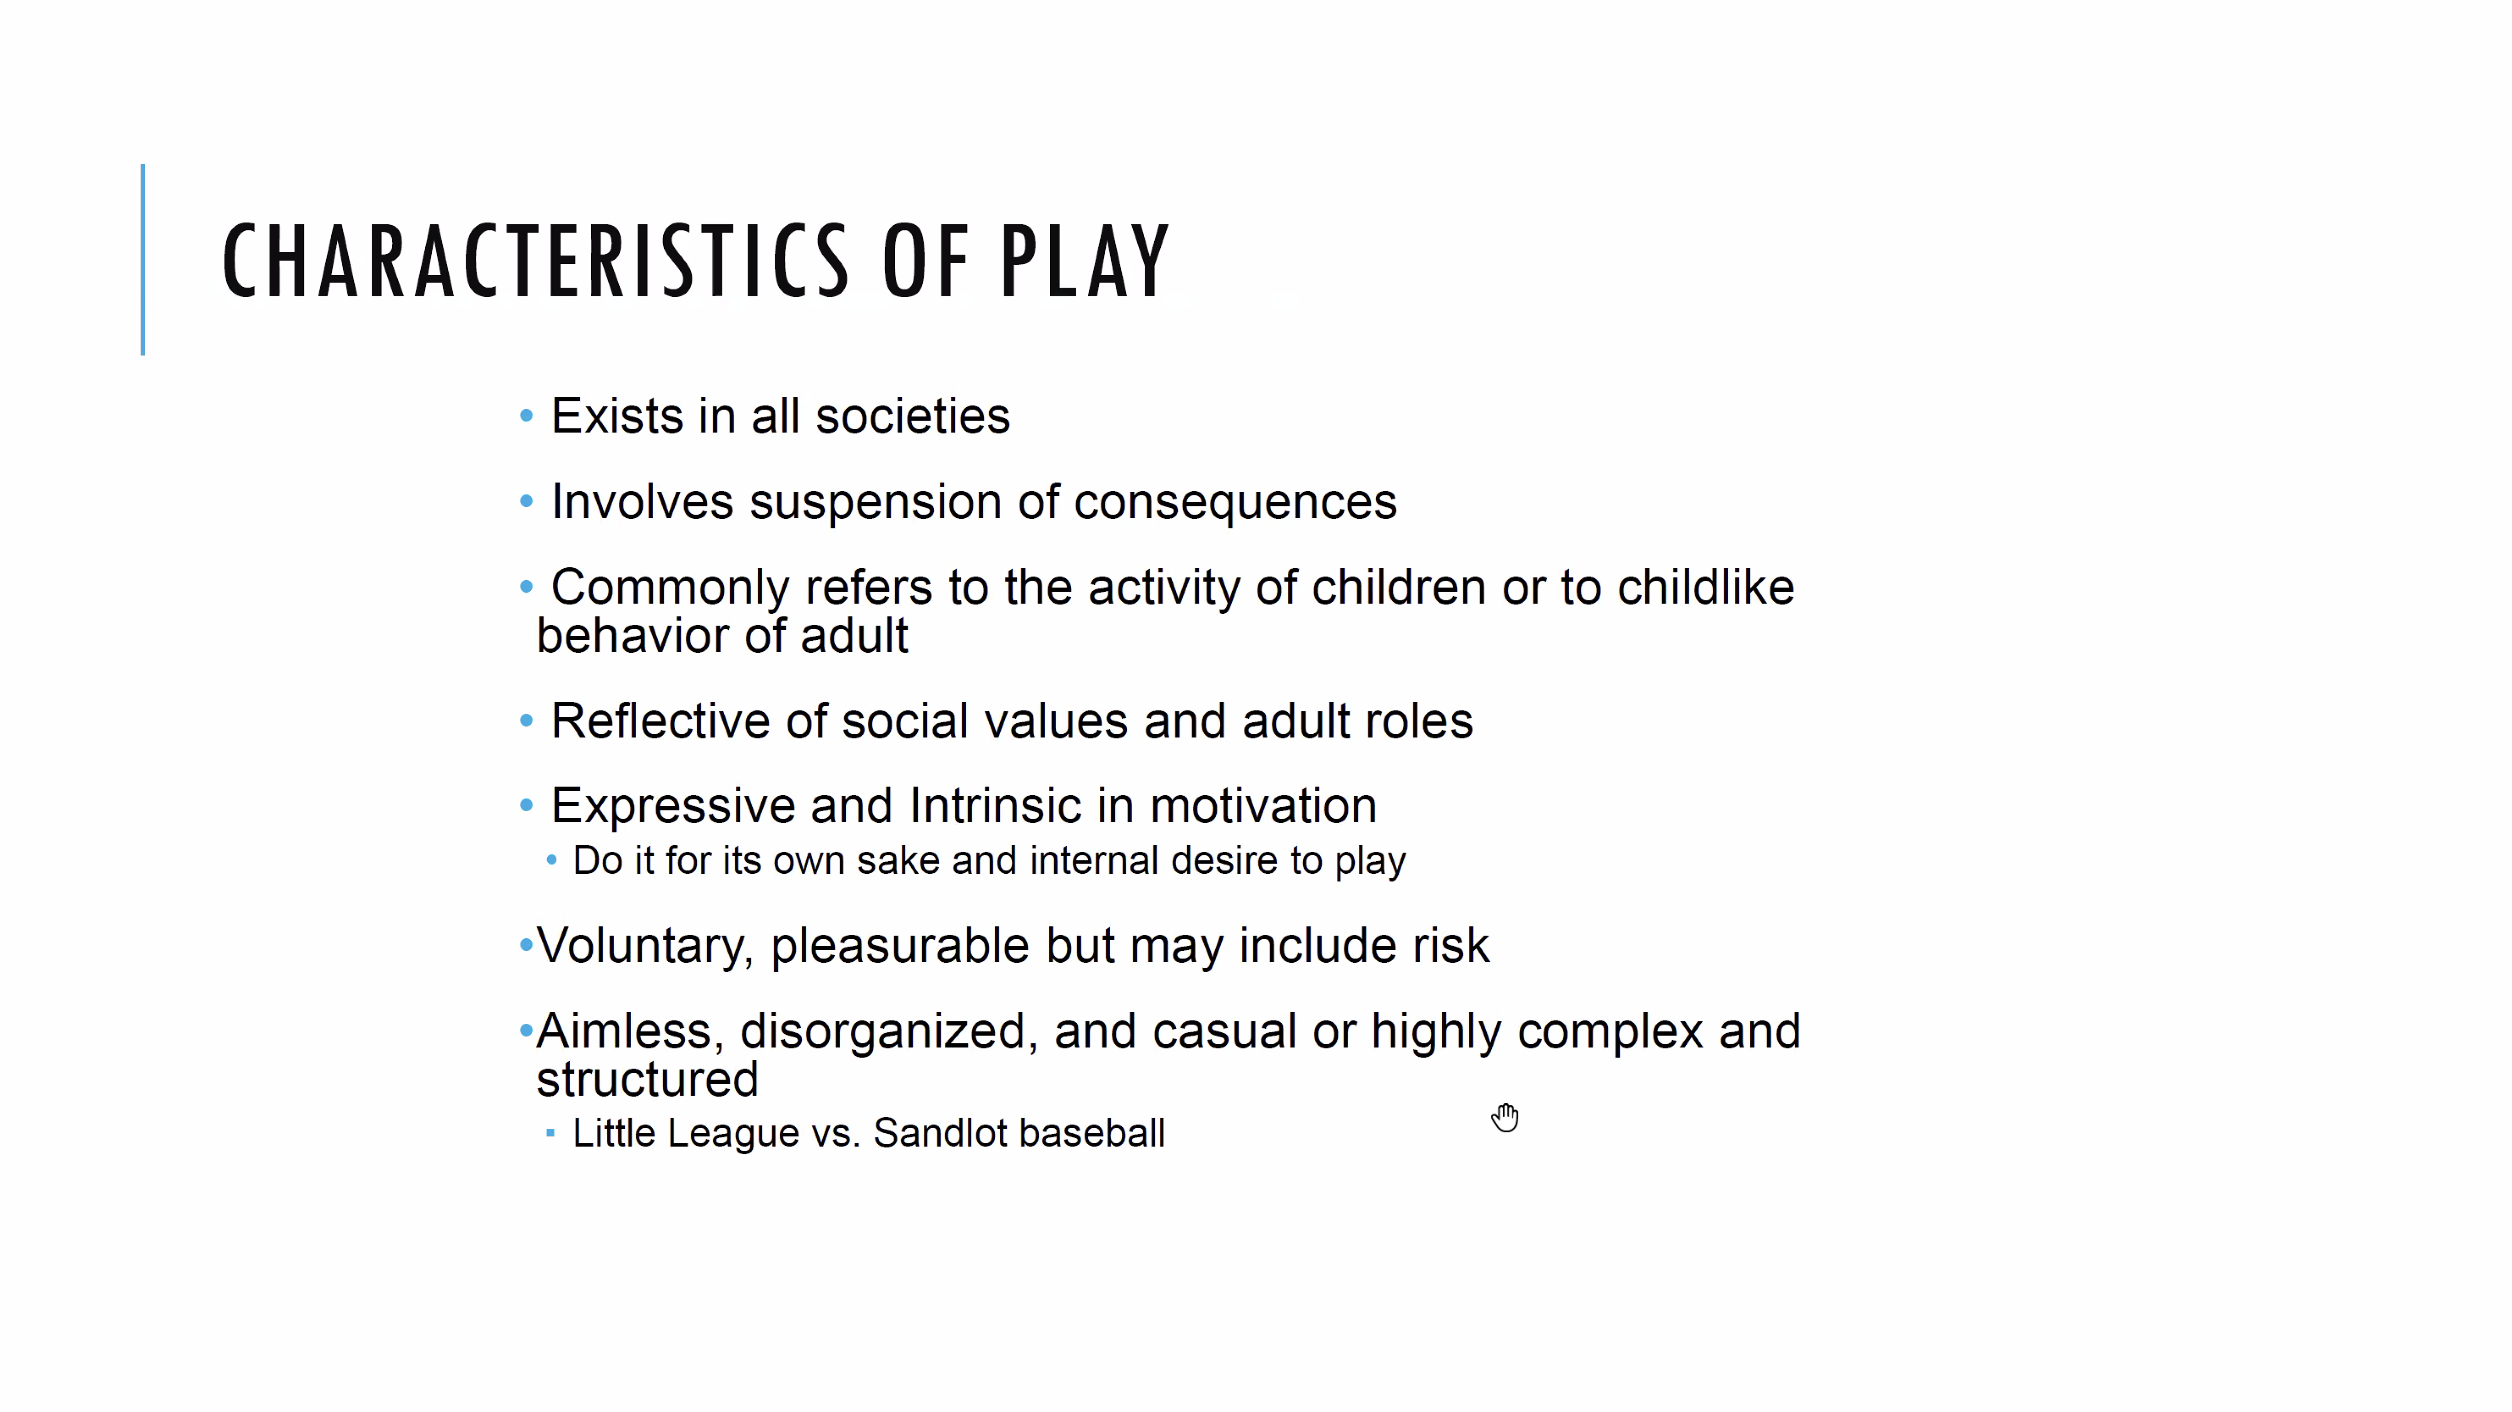 CHARACTERISTICS OF PLAY
• Exists in all societies
• Involves suspension of consequences
• Commonly refers to the activity of children or to childlike
behavior of adult
• Reflective of social values and adult roles
• Expressive and Intrinsic in motivation
• Do it for its own sake and internal desire to play
•Voluntary, pleasurable but may include risk
•Aimless, disorganized, and casual or highly complex and
structured
▪ Little League vs. Sandlot baseball